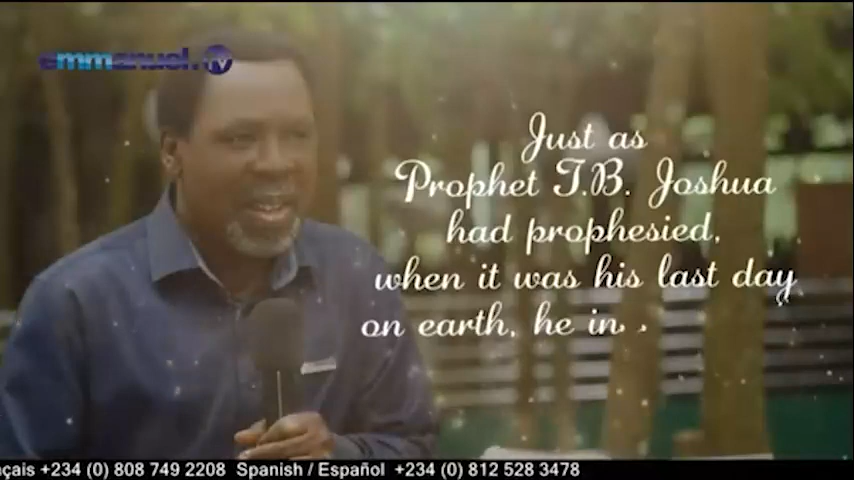 emmanuel.TV
Just as
Prophet T.B. Joshua
had prophesied,
when it was his last day
on earth, he in
çais +234 (0) 808 749 2208 Spanish / Español +234 (0) 812 528 3478